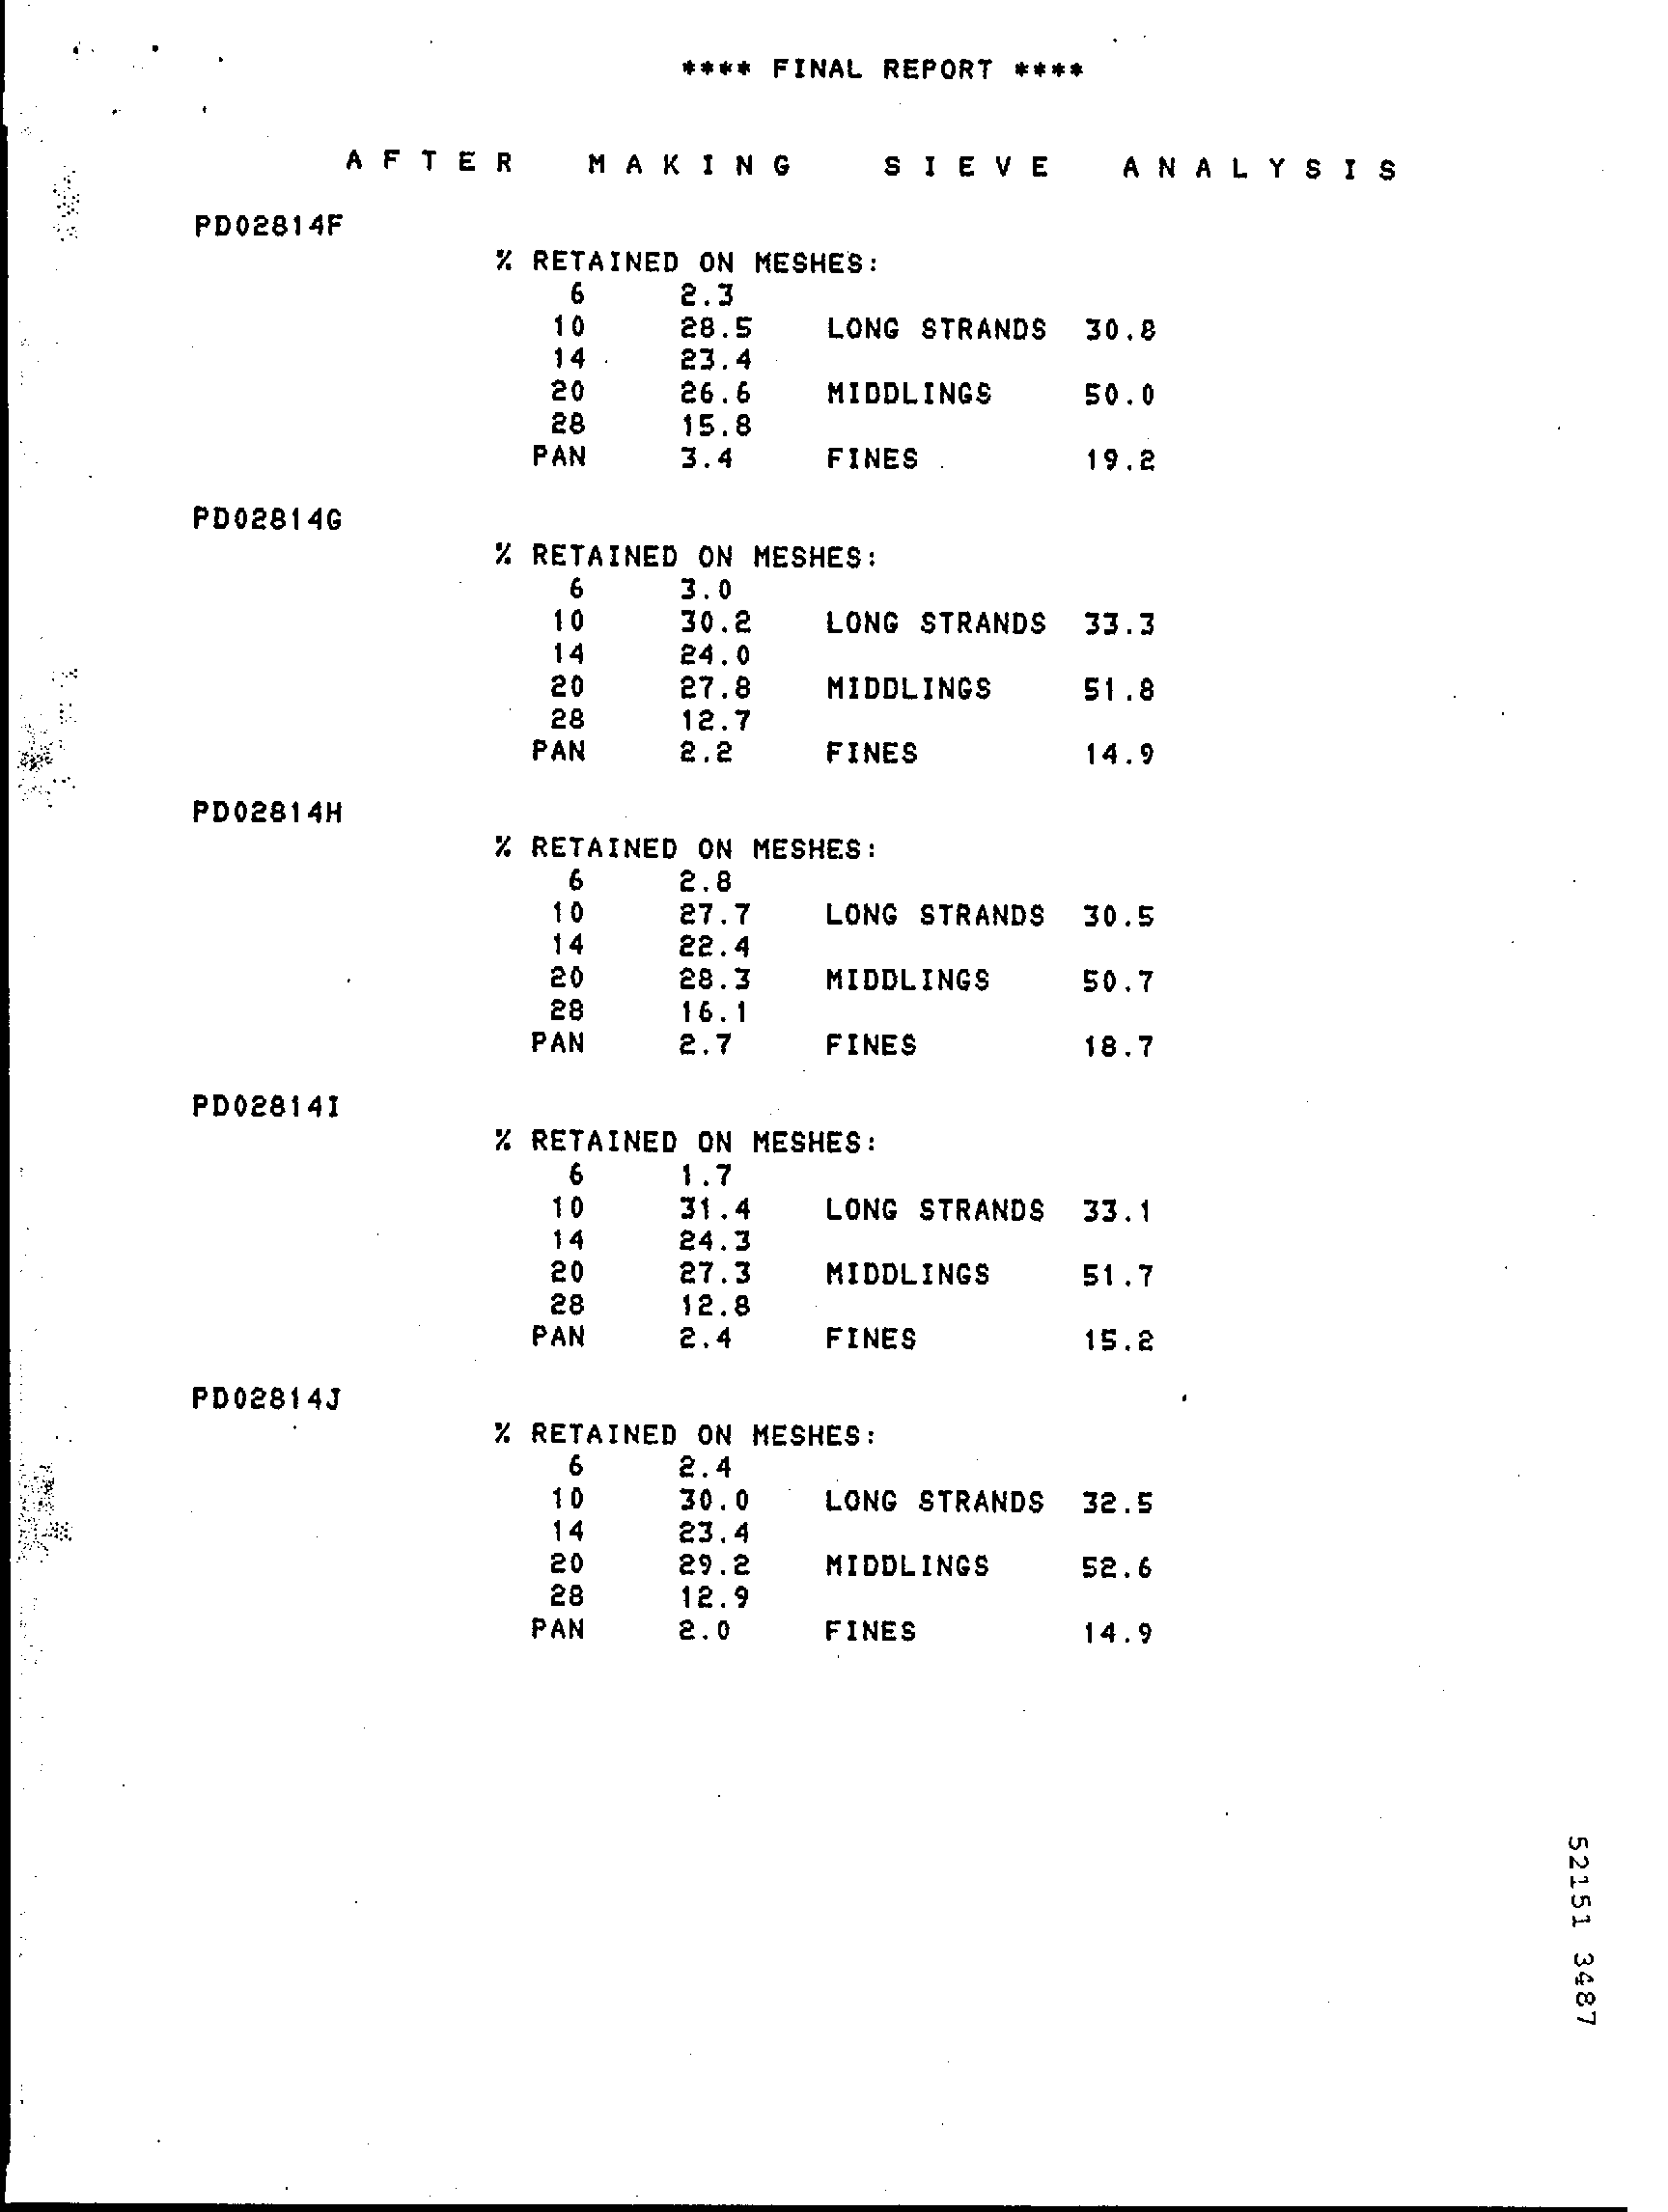 **** FINAL REPORT ****
AFTER MAKING SIEVE ANALYSIS
PD02814F
% RETAINED ON MESHES:
6 2.3
10 28.5 LONG STRANDS 30.8
14 23.4
20 26.6 MIDDLINGS 50.0
28 15.8
PAN 3.4 FINES 19.2
PD02814G
% RETAINED ON MESHES:
6 3.0
10 30.2 LONG STRANDS 33.3
14 24.0
20 27.8 MIDDLINGS 51.8
28 12.7
PAN 2.2 FINES 14.9
PD02814H
% RETAINED ON MESHES:
6 2.8
10 27.7 LONG STRANDS 30.5
14 22.4
20 28.3 MIDDLINGS 50.7
28 16.1
PAN 2.7 FINES 18.7
PD02814I
% RETAINED ON MESHES:
6 1.7
10 31.4 LONG STRANDS 33.1
14 24.3
20 27.3 MIDDLINGS 51.7
28 12.8
PAN 2.4 FINES 15.2
PD02814J
% RETAINED ON MESHES:
6 2.4
10 30.0 LONG STRANDS 32.5
14 23.4
20 29.2 MIDDLINGS 52.6
28 12.9
PAN 2.0 FINES 14.9
52151 3487